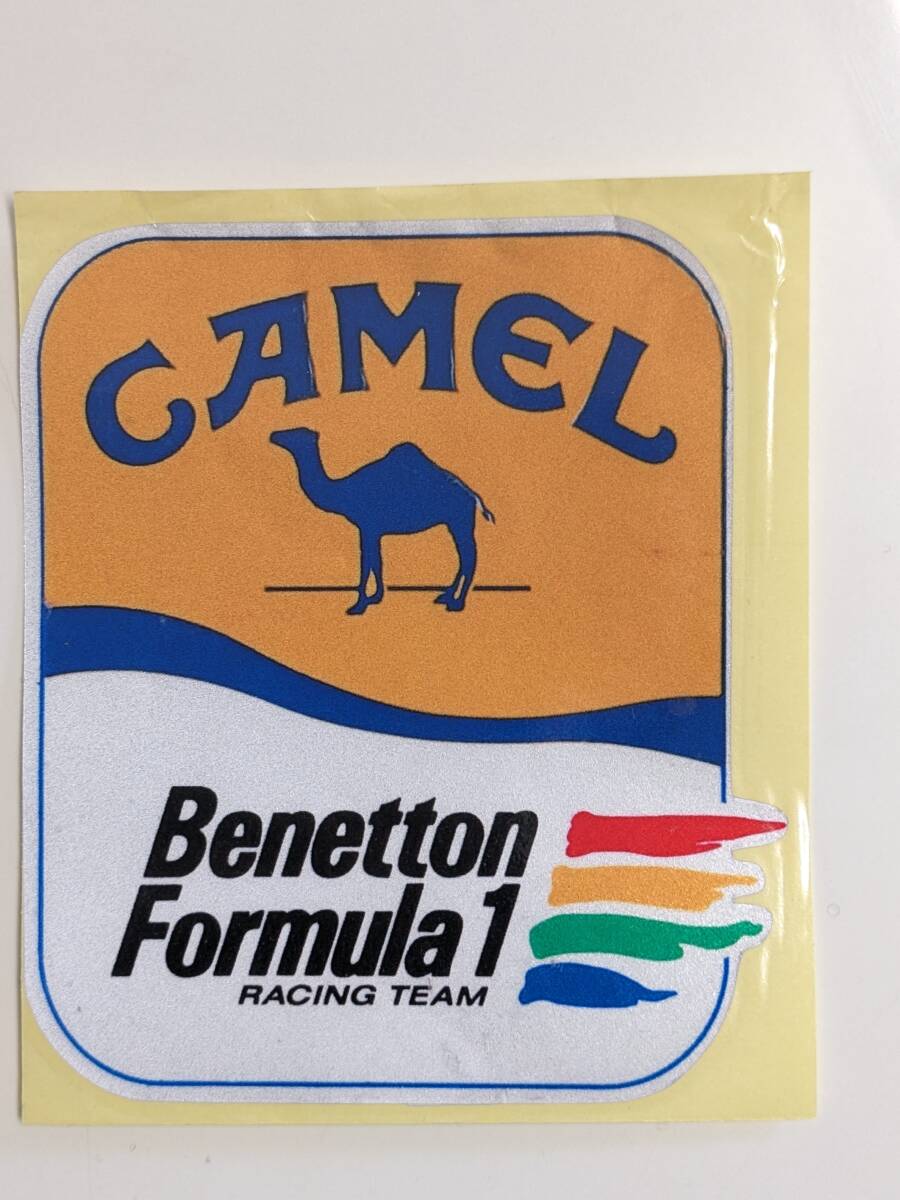 CAMEL
Benetton
Formula 1
RACING TEAM